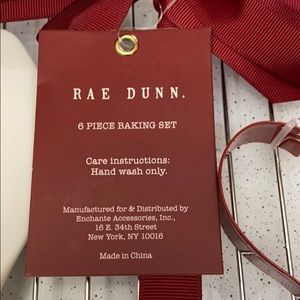 RAE DUNN.
6 PIECE BAKING SET
Care instructions:
Hand wash only.
Manufactured for & Distributed by
Enchante Accessories, Inc.,
16 E. 34th Street
New York, NY 10016
Made in China